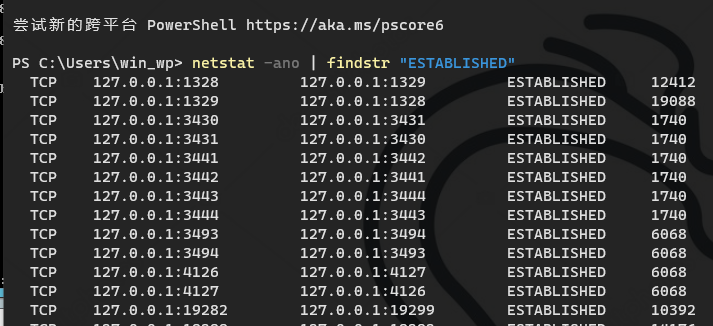 尝试新的跨平台 PowerShell https://aka.ms/pscore6
PS C:\Users\win_wp> netstat -ano | findstr "ESTABLISHED"
TCP 127.0.0.1:1328 127.0.0.1:1329 ESTABLISHED 12412
TCP 127.0.0.1:1329 127.0.0.1:1328 ESTABLISHED 19088
TCP 127.0.0.1:3430 127.0.0.1:3431 ESTABLISHED 1740
TCP 127.0.0.1:3431 127.0.0.1:3430 ESTABLISHED 1740
TCP 127.0.0.1:3441 127.0.0.1:3442 ESTABLISHED 1740
TCP 127.0.0.1:3442 127.0.0.1:3441 ESTABLISHED 1740
TCP 127.0.0.1:3443 127.0.0.1:3444 ESTABLISHED 1740
TCP 127.0.0.1:3444 127.0.0.1:3443 ESTABLISHED 1740
TCP 127.0.0.1:3493 127.0.0.1:3494 ESTABLISHED 6068
TCP 127.0.0.1:3494 127.0.0.1:3493 ESTABLISHED 6068
TCP 127.0.0.1:4126 127.0.0.1:4127 ESTABLISHED 6068
TCP 127.0.0.1:4127 127.0.0.1:4126 ESTABLISHED 6068
TCP 127.0.0.1:19282 127.0.0.1:19299 ESTABLISHED 10392